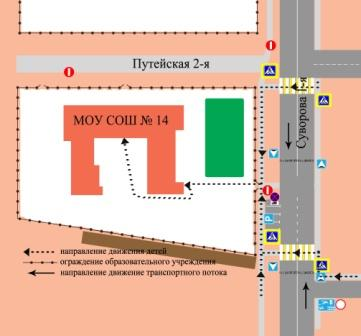 Путейская 2-я
Суворова
МОУ СОШ № 14
направление движения детей
ограждение образовательного учреждения
направление движение транспортного потока